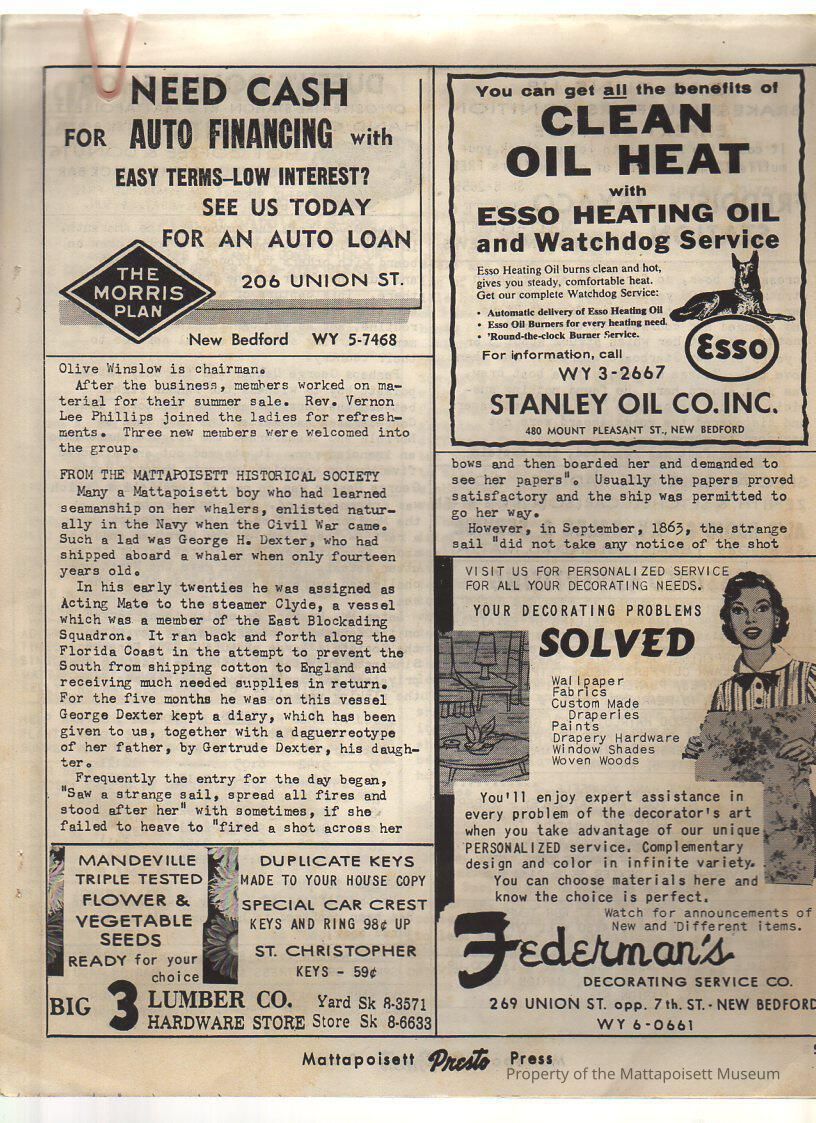 NEED CASH
FOR AUTO FINANCING with
EASY TERMS—LOW INTEREST?
SEE US TODAY
FOR AN AUTO LOAN
THE
MORRIS
PLAN
206 UNION ST.
New Bedford WY 5-7468
Olive Winslow is chairman.
After the business, members worked on ma-
terial for their summer sale. Rev. Vernon
Lee Phillips joined the ladies for refresh-
ments. Three new members were welcomed into
the group.
FROM THE MATTAPOISETT HISTORICAL SOCIETY
Many a Mattapoisett boy who had learned
seamanship on her whalers, enlisted natur-
ally in the Navy when the Civil War came.
Such a lad was George H. Dexter, who had
shipped aboard a whaler when only fourteen
years old.
In his early twenties he was assigned as
Acting Mate to the steamer Clyde, a vessel
which was a member of the East Blockading
Squadron. It ran back and forth along the
Florida Coast in the attempt to prevent the
South from shipping cotton to England and
receiving much needed supplies in return.
For the five months he was on this vessel
George Dexter kept a diary, which has been
given to us, together with a daguerreotype
of her father, by Gertrude Dexter, his daugh-
ter.
Frequently the entry for the day began,
"Saw a strange sail, spread all fires and
stood after her" with sometimes, if she
failed to heave to "fired a shot across her
MANDEVILLE
TRIPLE TESTED
FLOWER &
VEGETABLE
SEEDS
READY for your
choice
DUPLICATE KEYS
MADE TO YOUR HOUSE COPY
SPECIAL CAR CREST
KEYS AND RING 98¢ UP
ST. CHRISTOPHER
KEYS - 59¢
BIG 3 LUMBER CO. Yard Sk 8-3571
HARDWARE STORE Store Sk 8-6633
You can get all the benefits of
CLEAN
OIL HEAT
with
ESSO HEATING OIL
and Watchdog Service
Esso Heating Oil burns clean and hot,
gives you steady, comfortable heat.
Get our complete Watchdog Service:
• Automatic delivery of Esso Heating Oil
• Esso Oil Burners for every heating need.
• 'Round-the-clock Burner Service.
For information, call
WY 3-2667
Esso
STANLEY OIL CO. INC.
480 MOUNT PLEASANT ST., NEW BEDFORD
bows and then boarded her and demanded to
see her papers". Usually the papers proved
satisfactory and the ship was permitted to
go her way.
However, in September, 1863, the strange
sail "did not take any notice of the shot
VISIT US FOR PERSONALIZED SERVICE
FOR ALL YOUR DECORATING NEEDS.
YOUR DECORATING PROBLEMS
SOLVED
Wallpaper
Fabrics
Custom Made
Draperies
Paints
Drapery Hardware
Window Shades
Woven Woods
You'll enjoy expert assistance in
every problem of the decorator's art
when you take advantage of our unique
PERSONALIZED service. Complementary
design and color in infinite variety.
You can choose materials here and
know the choice is perfect.
Watch for announcements of
New and Different items.
Federman's
DECORATING SERVICE CO.
269 UNION ST. opp. 7th. ST. - NEW BEDFORD
WY 6-0661
Mattapoisett Presto Press
Property of the Mattapoisett Museum